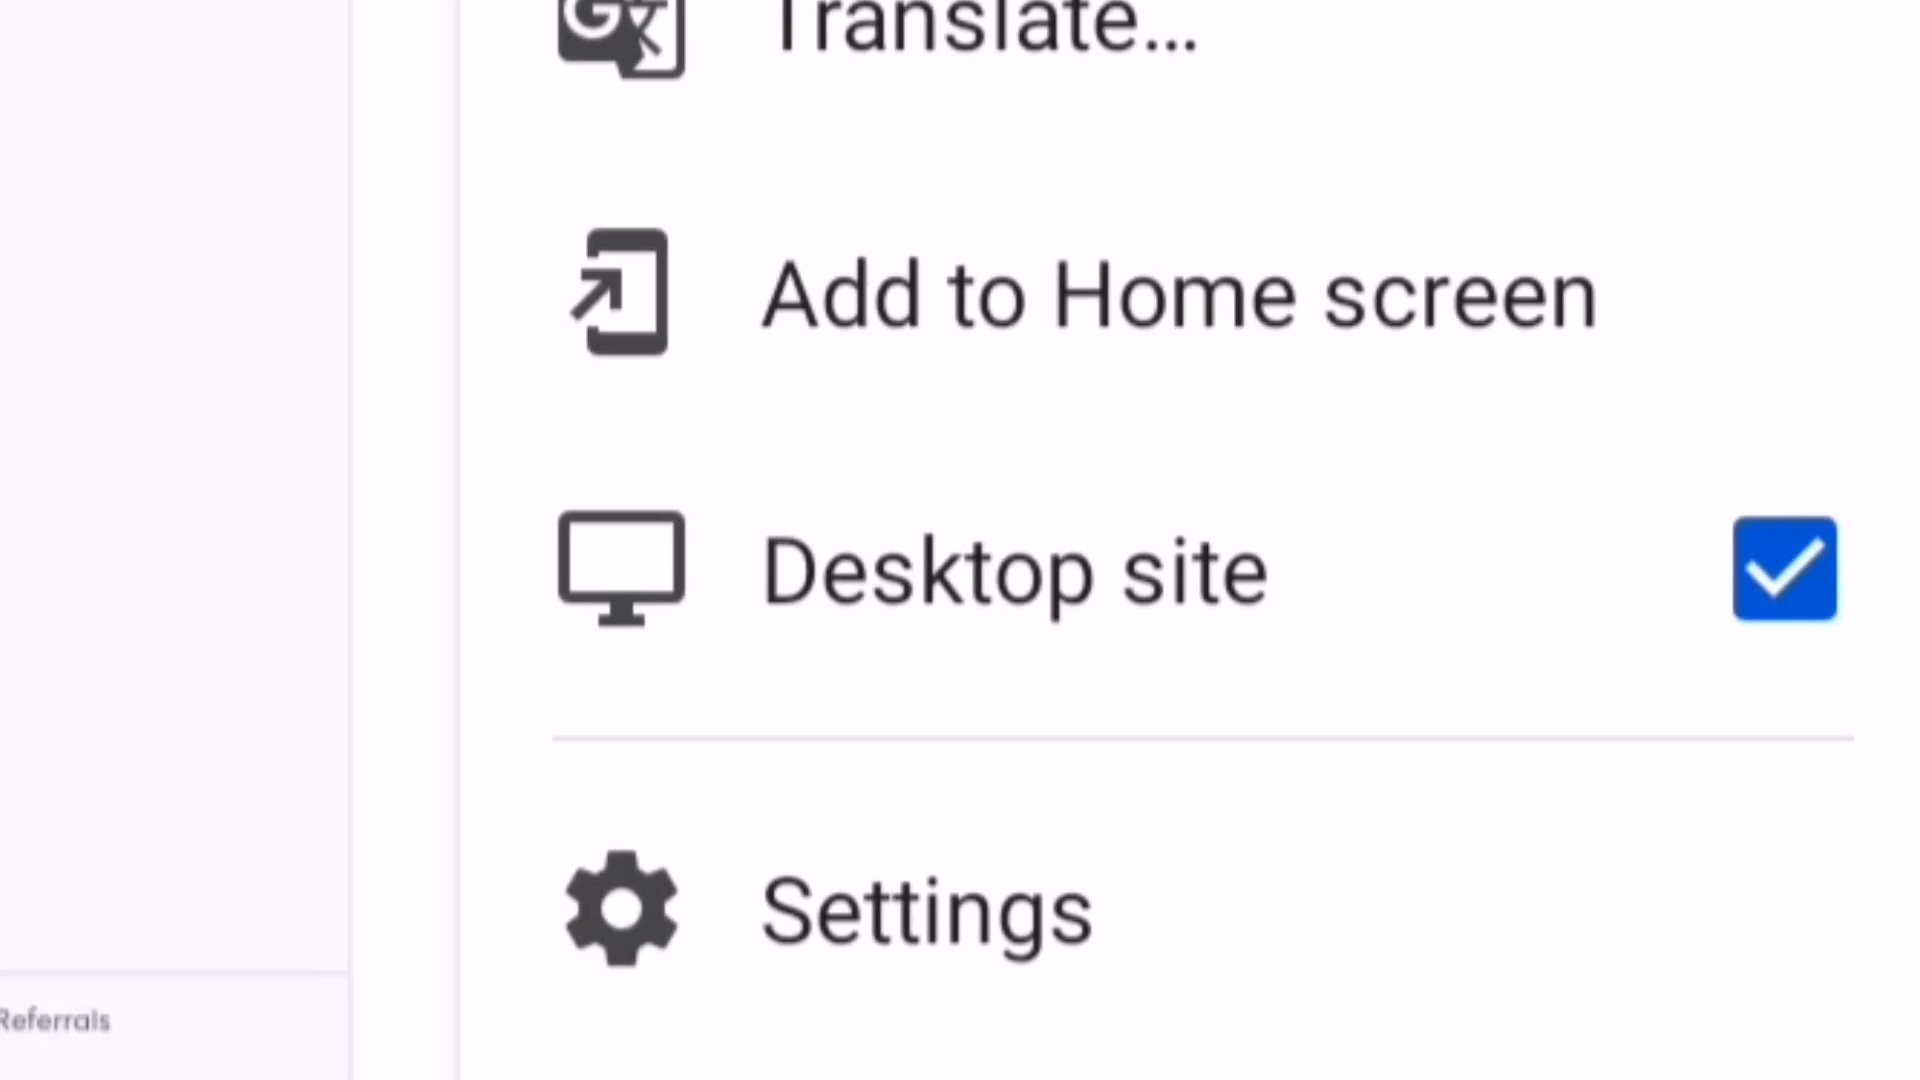 Translate...
Add to Home screen
Desktop site
Settings
Referrals